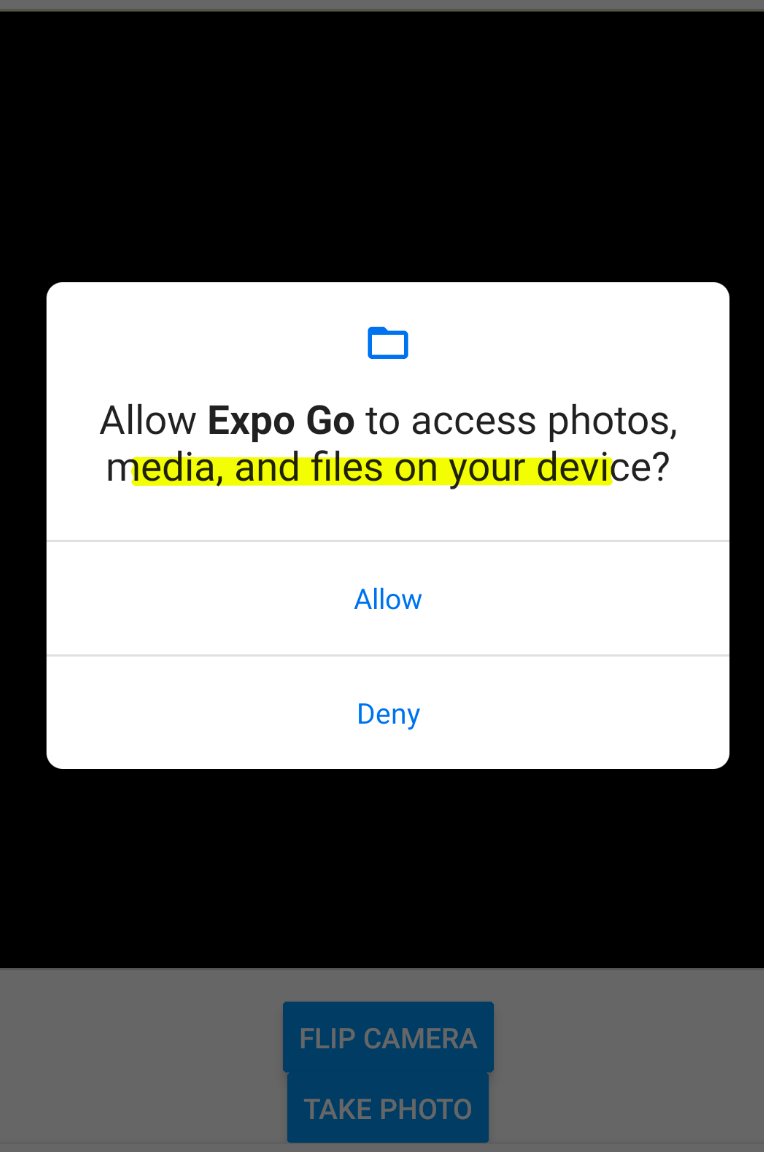 Allow Expo Go to access photos,
media, and files on your device?
Allow
Deny
FLIP CAMERA
TAKE PHOTO